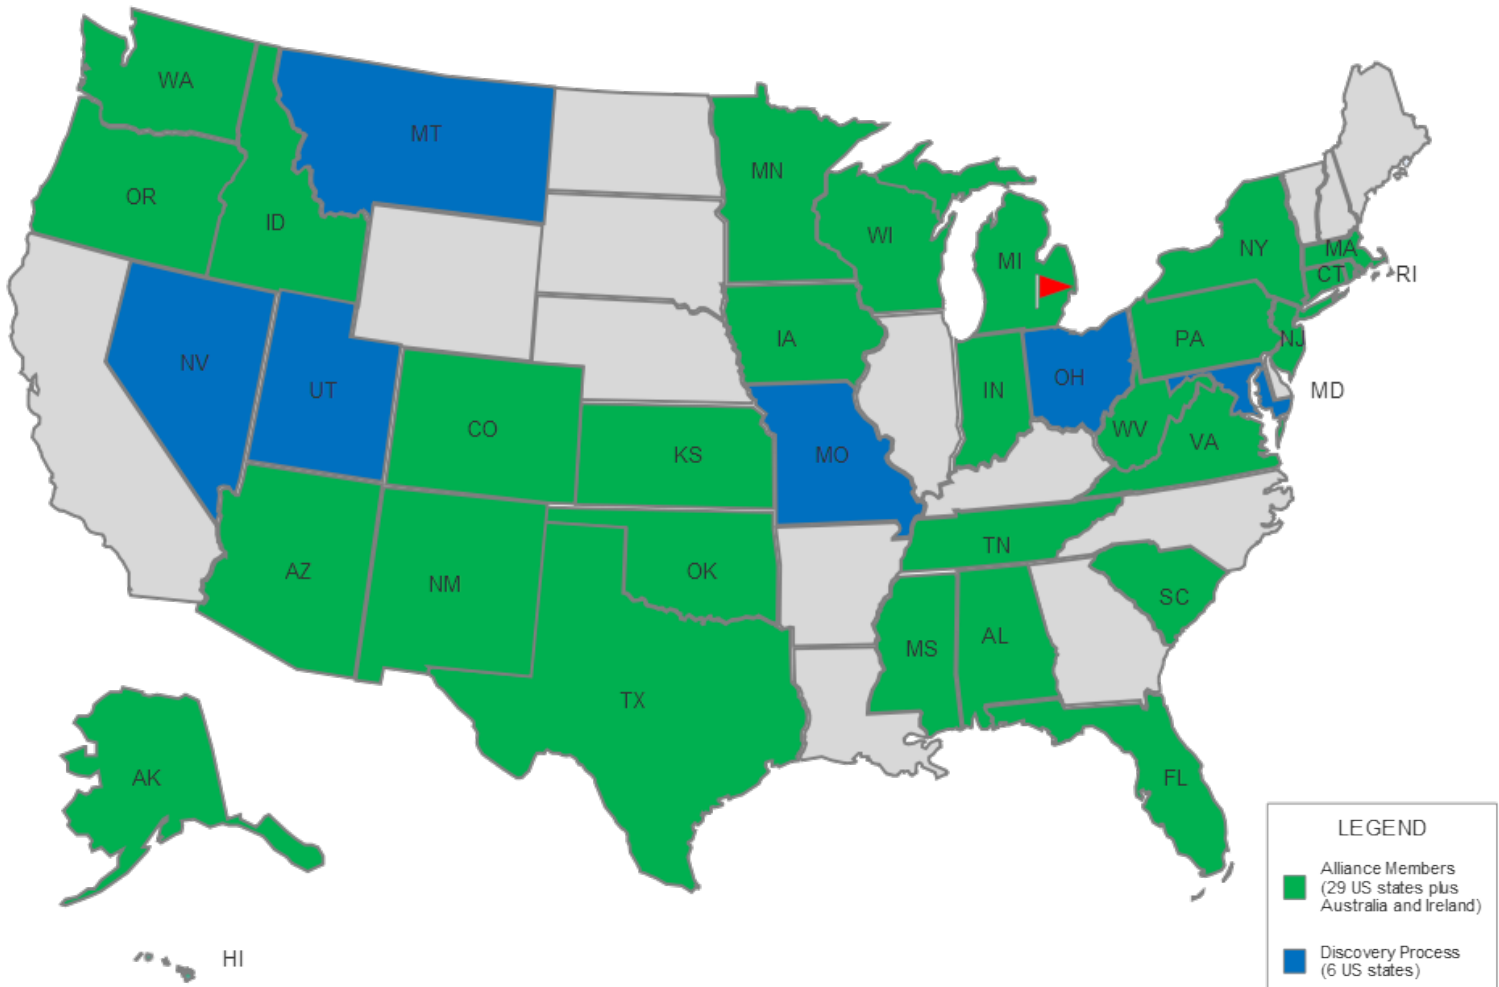 WA
MT
MN
OR
ID
WI
MI
NY
MA
CT
RI
NV
UT
IA
PA
NJ
IN
OH
MD
CO
KS
MO
WV
VA
AZ
NM
OK
TN
SC
MS
AL
TX
AK
FL
HI
LEGEND
Alliance Members
(29 US states plus
Australia and Ireland)
Discovery Process
(6 US states)